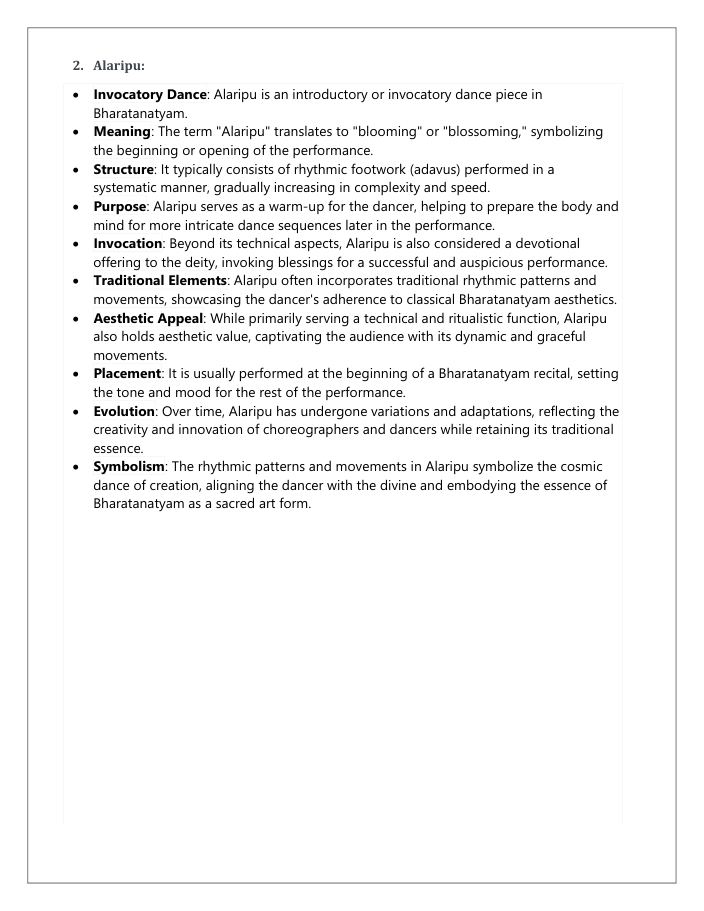 2. Alaripu:
• Invocatory Dance: Alaripu is an introductory or invocatory dance piece in
Bharatanatyam.
• Meaning: The term "Alaripu" translates to "blooming" or "blossoming," symbolizing
the beginning or opening of the performance.
• Structure: It typically consists of rhythmic footwork (adavus) performed in a
systematic manner, gradually increasing in complexity and speed.
• Purpose: Alaripu serves as a warm-up for the dancer, helping to prepare the body and
mind for more intricate dance sequences later in the performance.
• Invocation: Beyond its technical aspects, Alaripu is also considered a devotional
offering to the deity, invoking blessings for a successful and auspicious performance.
• Traditional Elements: Alaripu often incorporates traditional rhythmic patterns and
movements, showcasing the dancer's adherence to classical Bharatanatyam aesthetics.
• Aesthetic Appeal: While primarily serving a technical and ritualistic function, Alaripu
also holds aesthetic value, captivating the audience with its dynamic and graceful
movements.
• Placement: It is usually performed at the beginning of a Bharatanatyam recital, setting
the tone and mood for the rest of the performance.
• Evolution: Over time, Alaripu has undergone variations and adaptations, reflecting the
creativity and innovation of choreographers and dancers while retaining its traditional
essence.
• Symbolism: The rhythmic patterns and movements in Alaripu symbolize the cosmic
dance of creation, aligning the dancer with the divine and embodying the essence of
Bharatanatyam as a sacred art form.